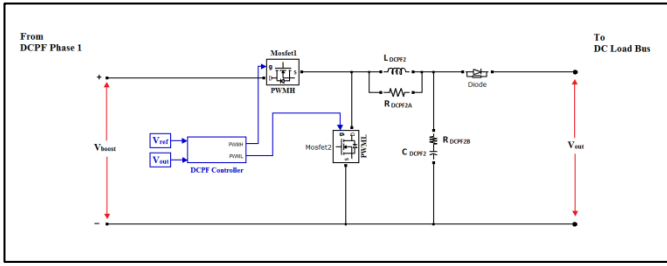 From
DCPF Phase 1
To
DC Load Bus
Mosfet1
g
D
S
PWMH
L DCPF2
R DCPF2A
Diode
+
V boost
V ref
V out
PWMH
PWML
DCPF Controller
g
D
S
Mosfet2
PWML
R DCPF2B
C DCPF2
V out
−